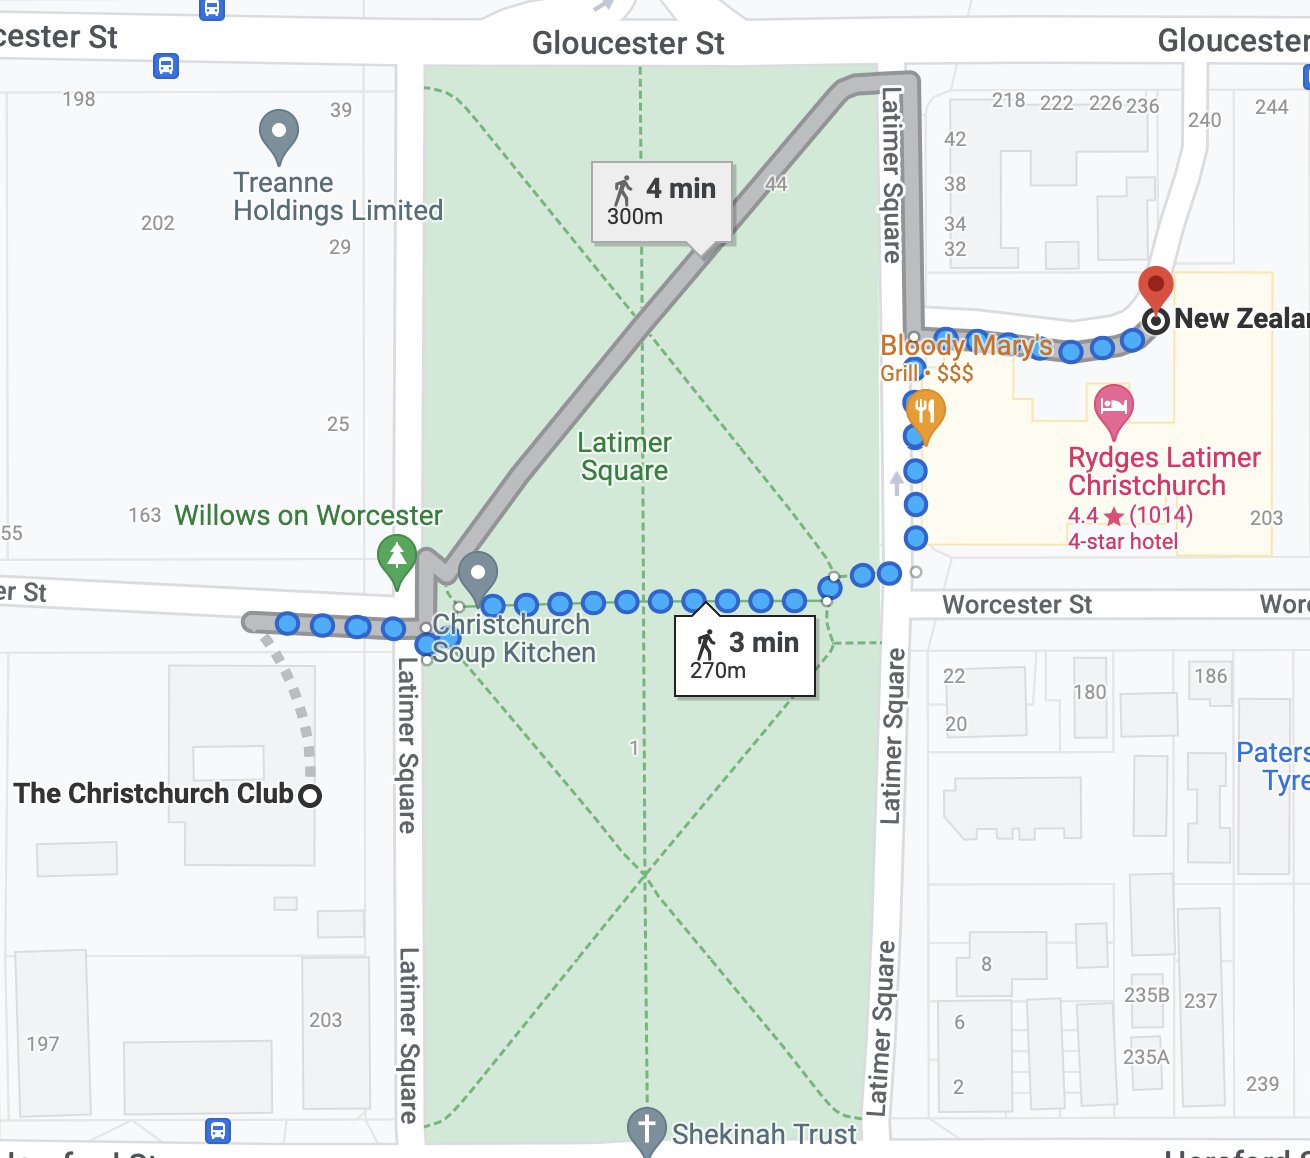 cester St
Gloucester St
Gloucester
198
39
218
222
226
236
240
244
42
38
34
32
Treanne
Holdings Limited
202
29
4 min
300m
44
Latimer Square
New Zealan
Bloody Mary's
Grill • $$$
25
Latimer
Square
Rydges Latimer
Christchurch
4.4 ★ (1014)
4-star hotel
203
55
163
Willows on Worcester
er St
Worcester St
Worc
Christchurch
Soup Kitchen
3 min
270m
Latimer Square
Latimer Square
22
20
180
186
1
Paters
Tyre
The Christchurch Club
Latimer Square
Latimer Square
8
6
2
235B
237
235A
239
197
203
Shekinah Trust
Hereford S